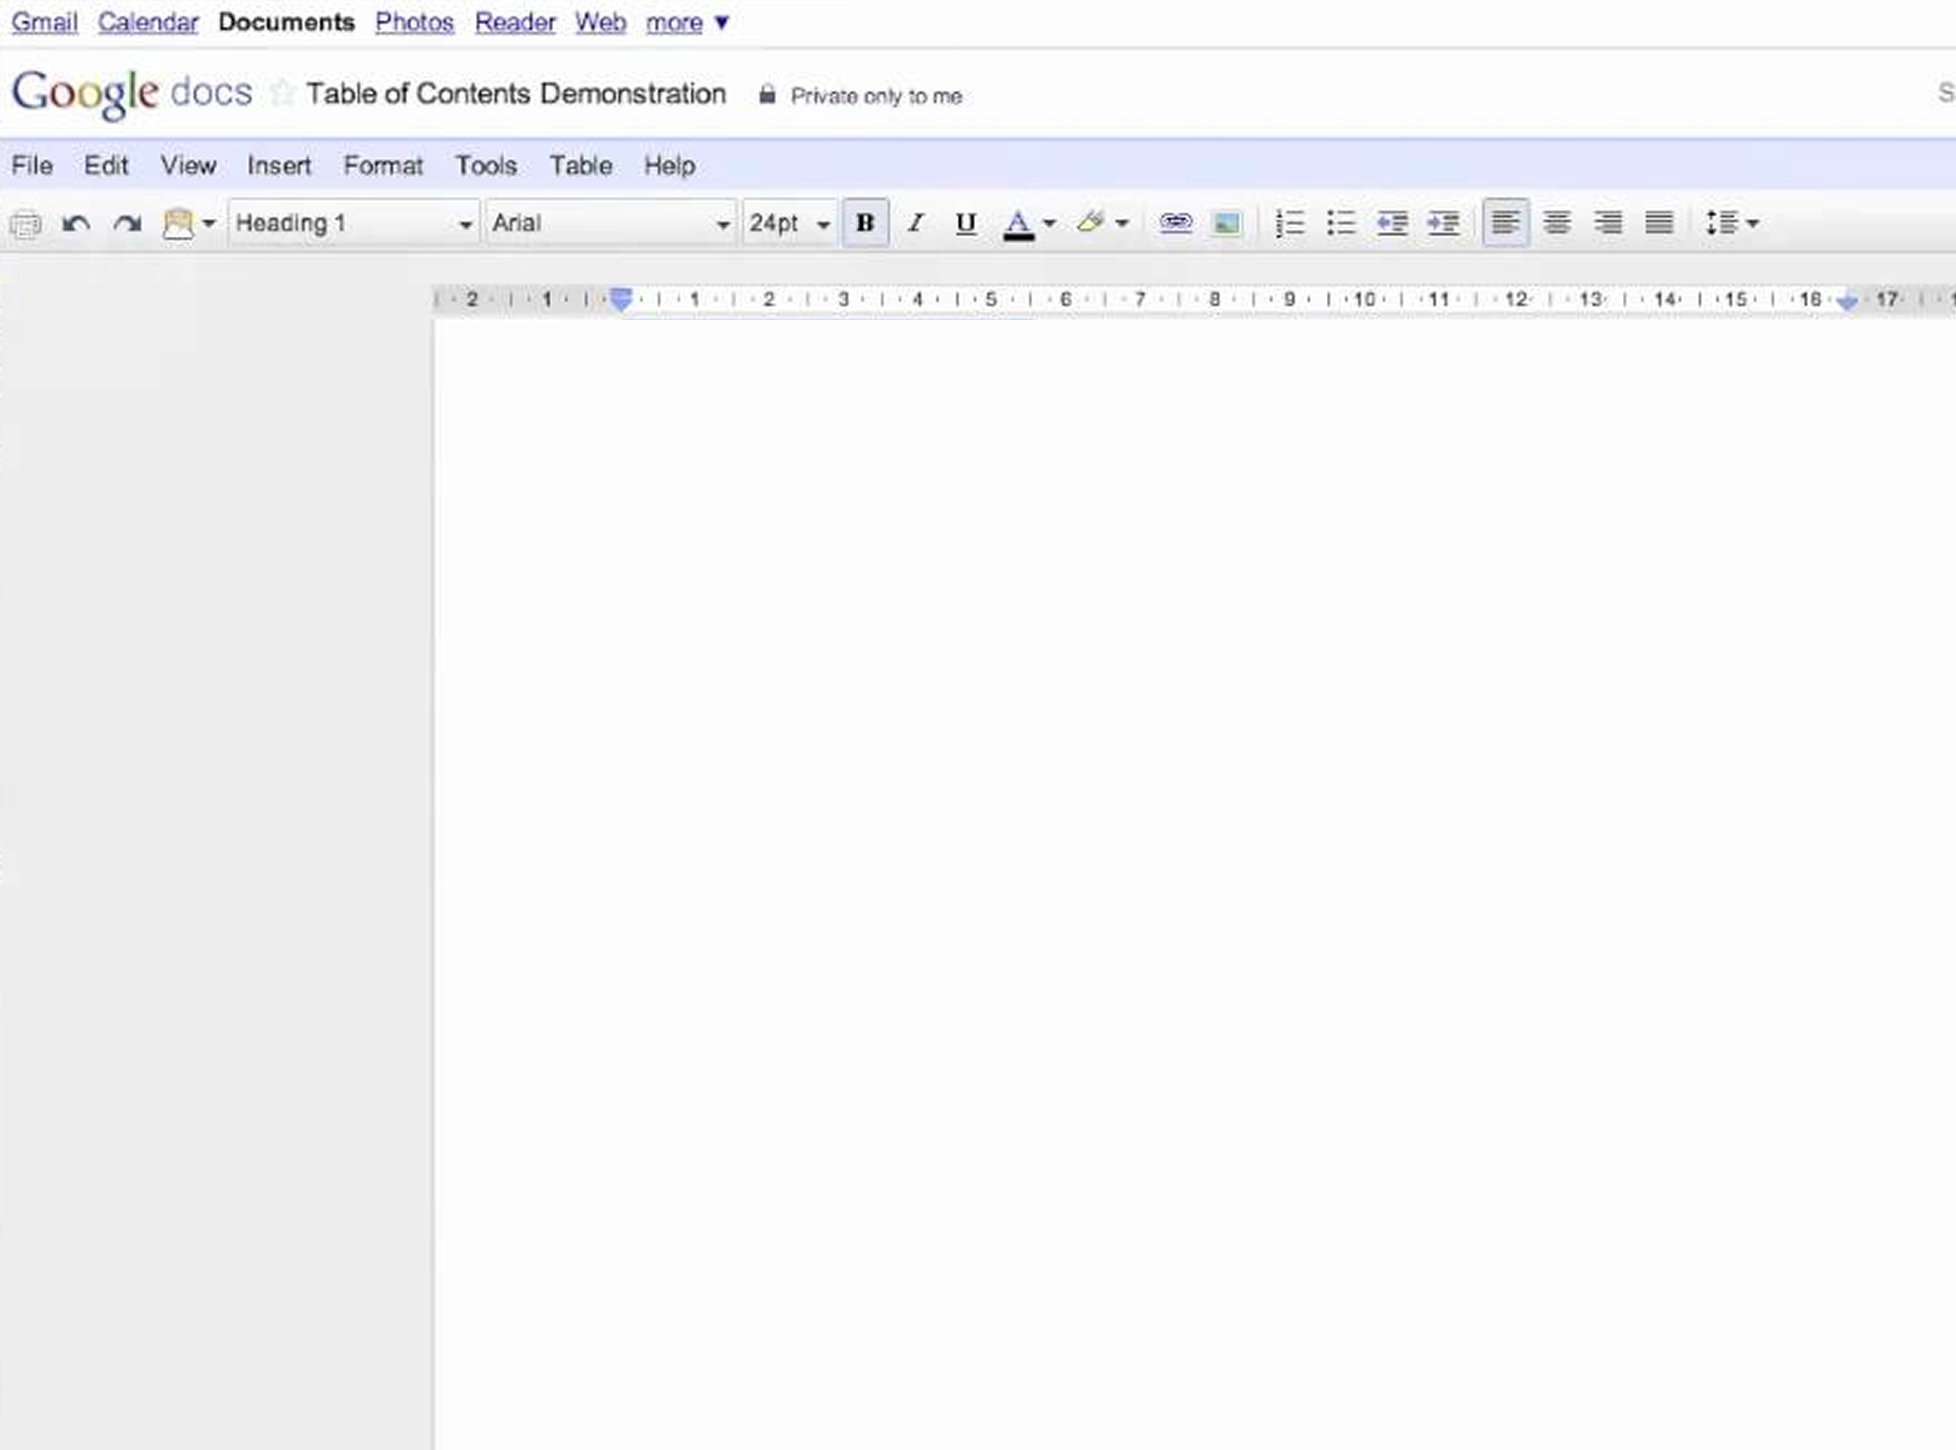 Gmail Calendar Documents Photos Reader Web more ▼
Google docs Table of Contents Demonstration Private only to me S
File Edit View Insert Format Tools Table Help
Heading 1 Arial 24pt B I U A
2 1 1 2 3 4 5 6 7 8 9 10 11 12 13 14 15 16 17